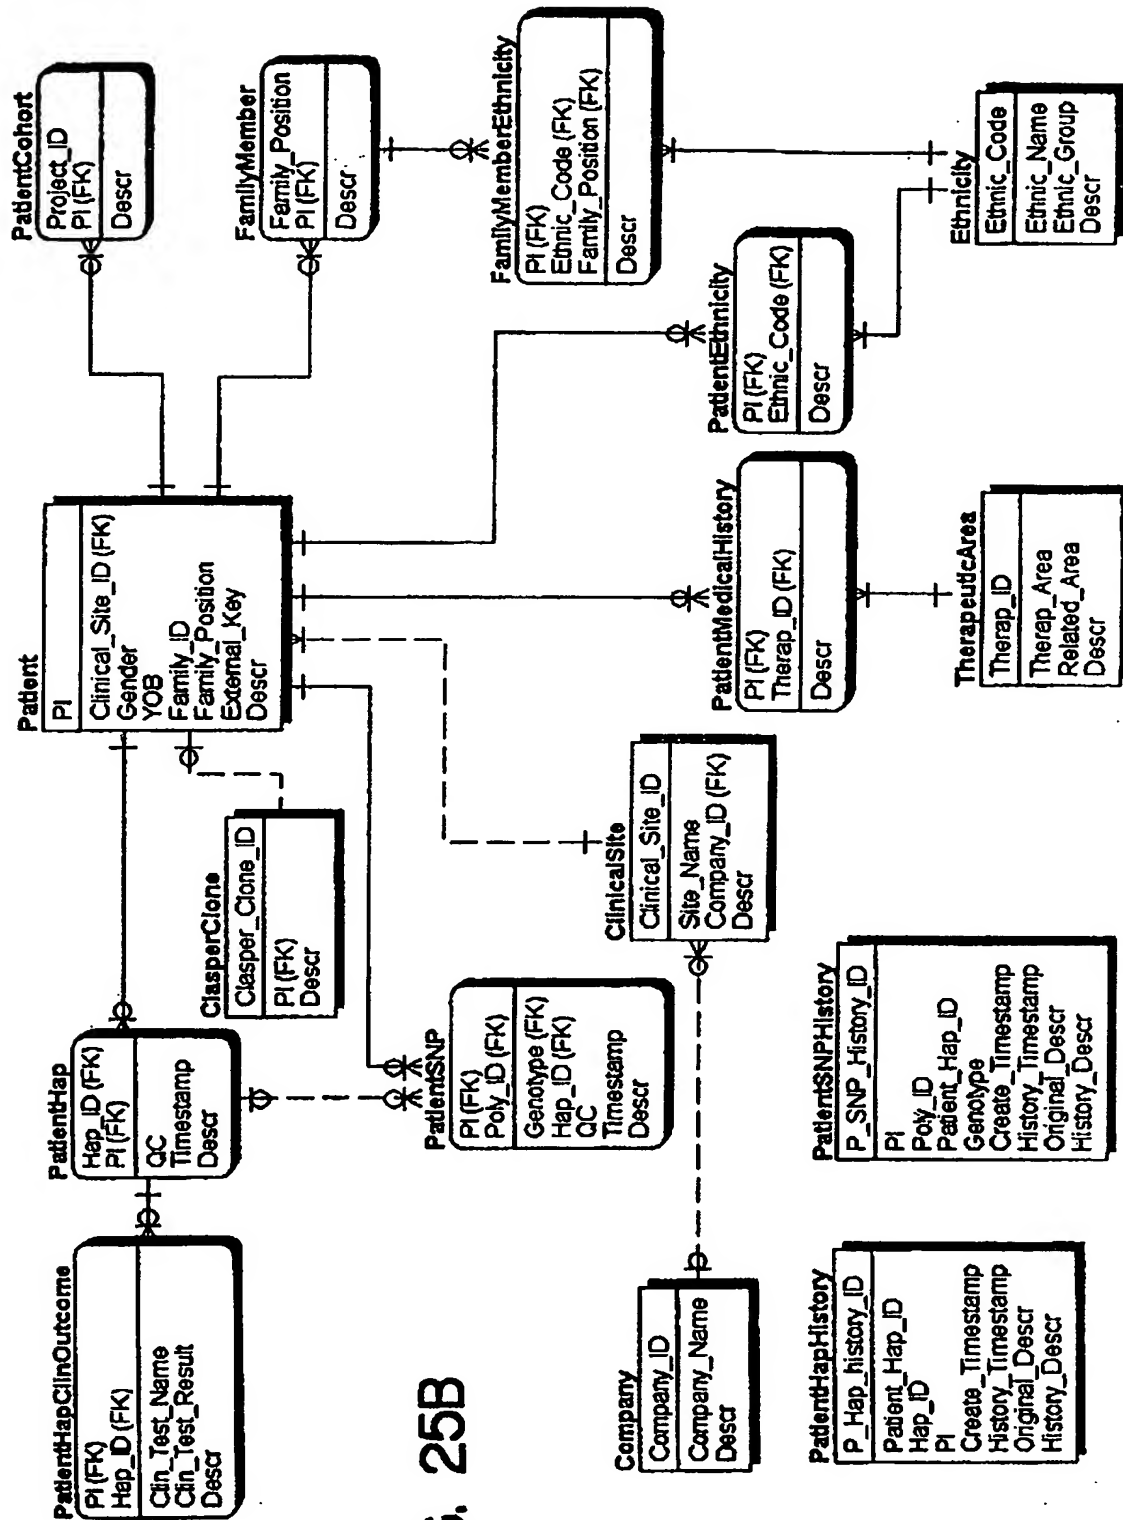 PatientHapClinOutcome
PI (FK)
Hap_ID (FK)
Clin_Test_Name
Clin_Test_Result
Descr
PatientHap
Hap_ID (FK)
PI (FK)
QC
Timestamp
Descr
Patient
PI
Clinical_Site_ID (FK)
Gender
YOB
Family_ID
Family_Position
External_Key
Descr
PatientCohort
Project_ID
PI (FK)
Descr
ClasperClone
Clasper_Clone_ID
PI (FK)
Descr
FamilyMember
Family_Position
PI (FK)
Descr
25B
PatientSNP
PI (FK)
Poly_ID (FK)
Genotype (FK)
Hap_ID (FK)
QC
Timestamp
Descr
FamilyMemberEthnicity
PI (FK)
Ethnic_Code (FK)
Family_Position (FK)
Descr
Company
Company_ID
Company_Name
Descr
ClinicalSite
Clinical_Site_ID
Site_Name
Company_ID (FK)
Descr
PatientMedicalHistory
PI (FK)
Therap_ID (FK)
Descr
PatientEthnicity
PI (FK)
Ethnic_Code (FK)
Descr
PatientHapHistory
P_Hap_history_ID
Patient_Hap_ID
Hap_ID
PI
Create_Timestamp
History_Timestamp
Original_Descr
History_Descr
PatientSNPHistory
P_SNP_History_ID
PI
Poly_ID
Patient_Hap_ID
Genotype
Create_Timestamp
History_Timestamp
Original_Descr
History_Descr
TherapeuticArea
Therap_ID
Therap_Area
Related_Area
Descr
Ethnicity
Ethnic_Code
Ethnic_Name
Ethnic_Group
Descr